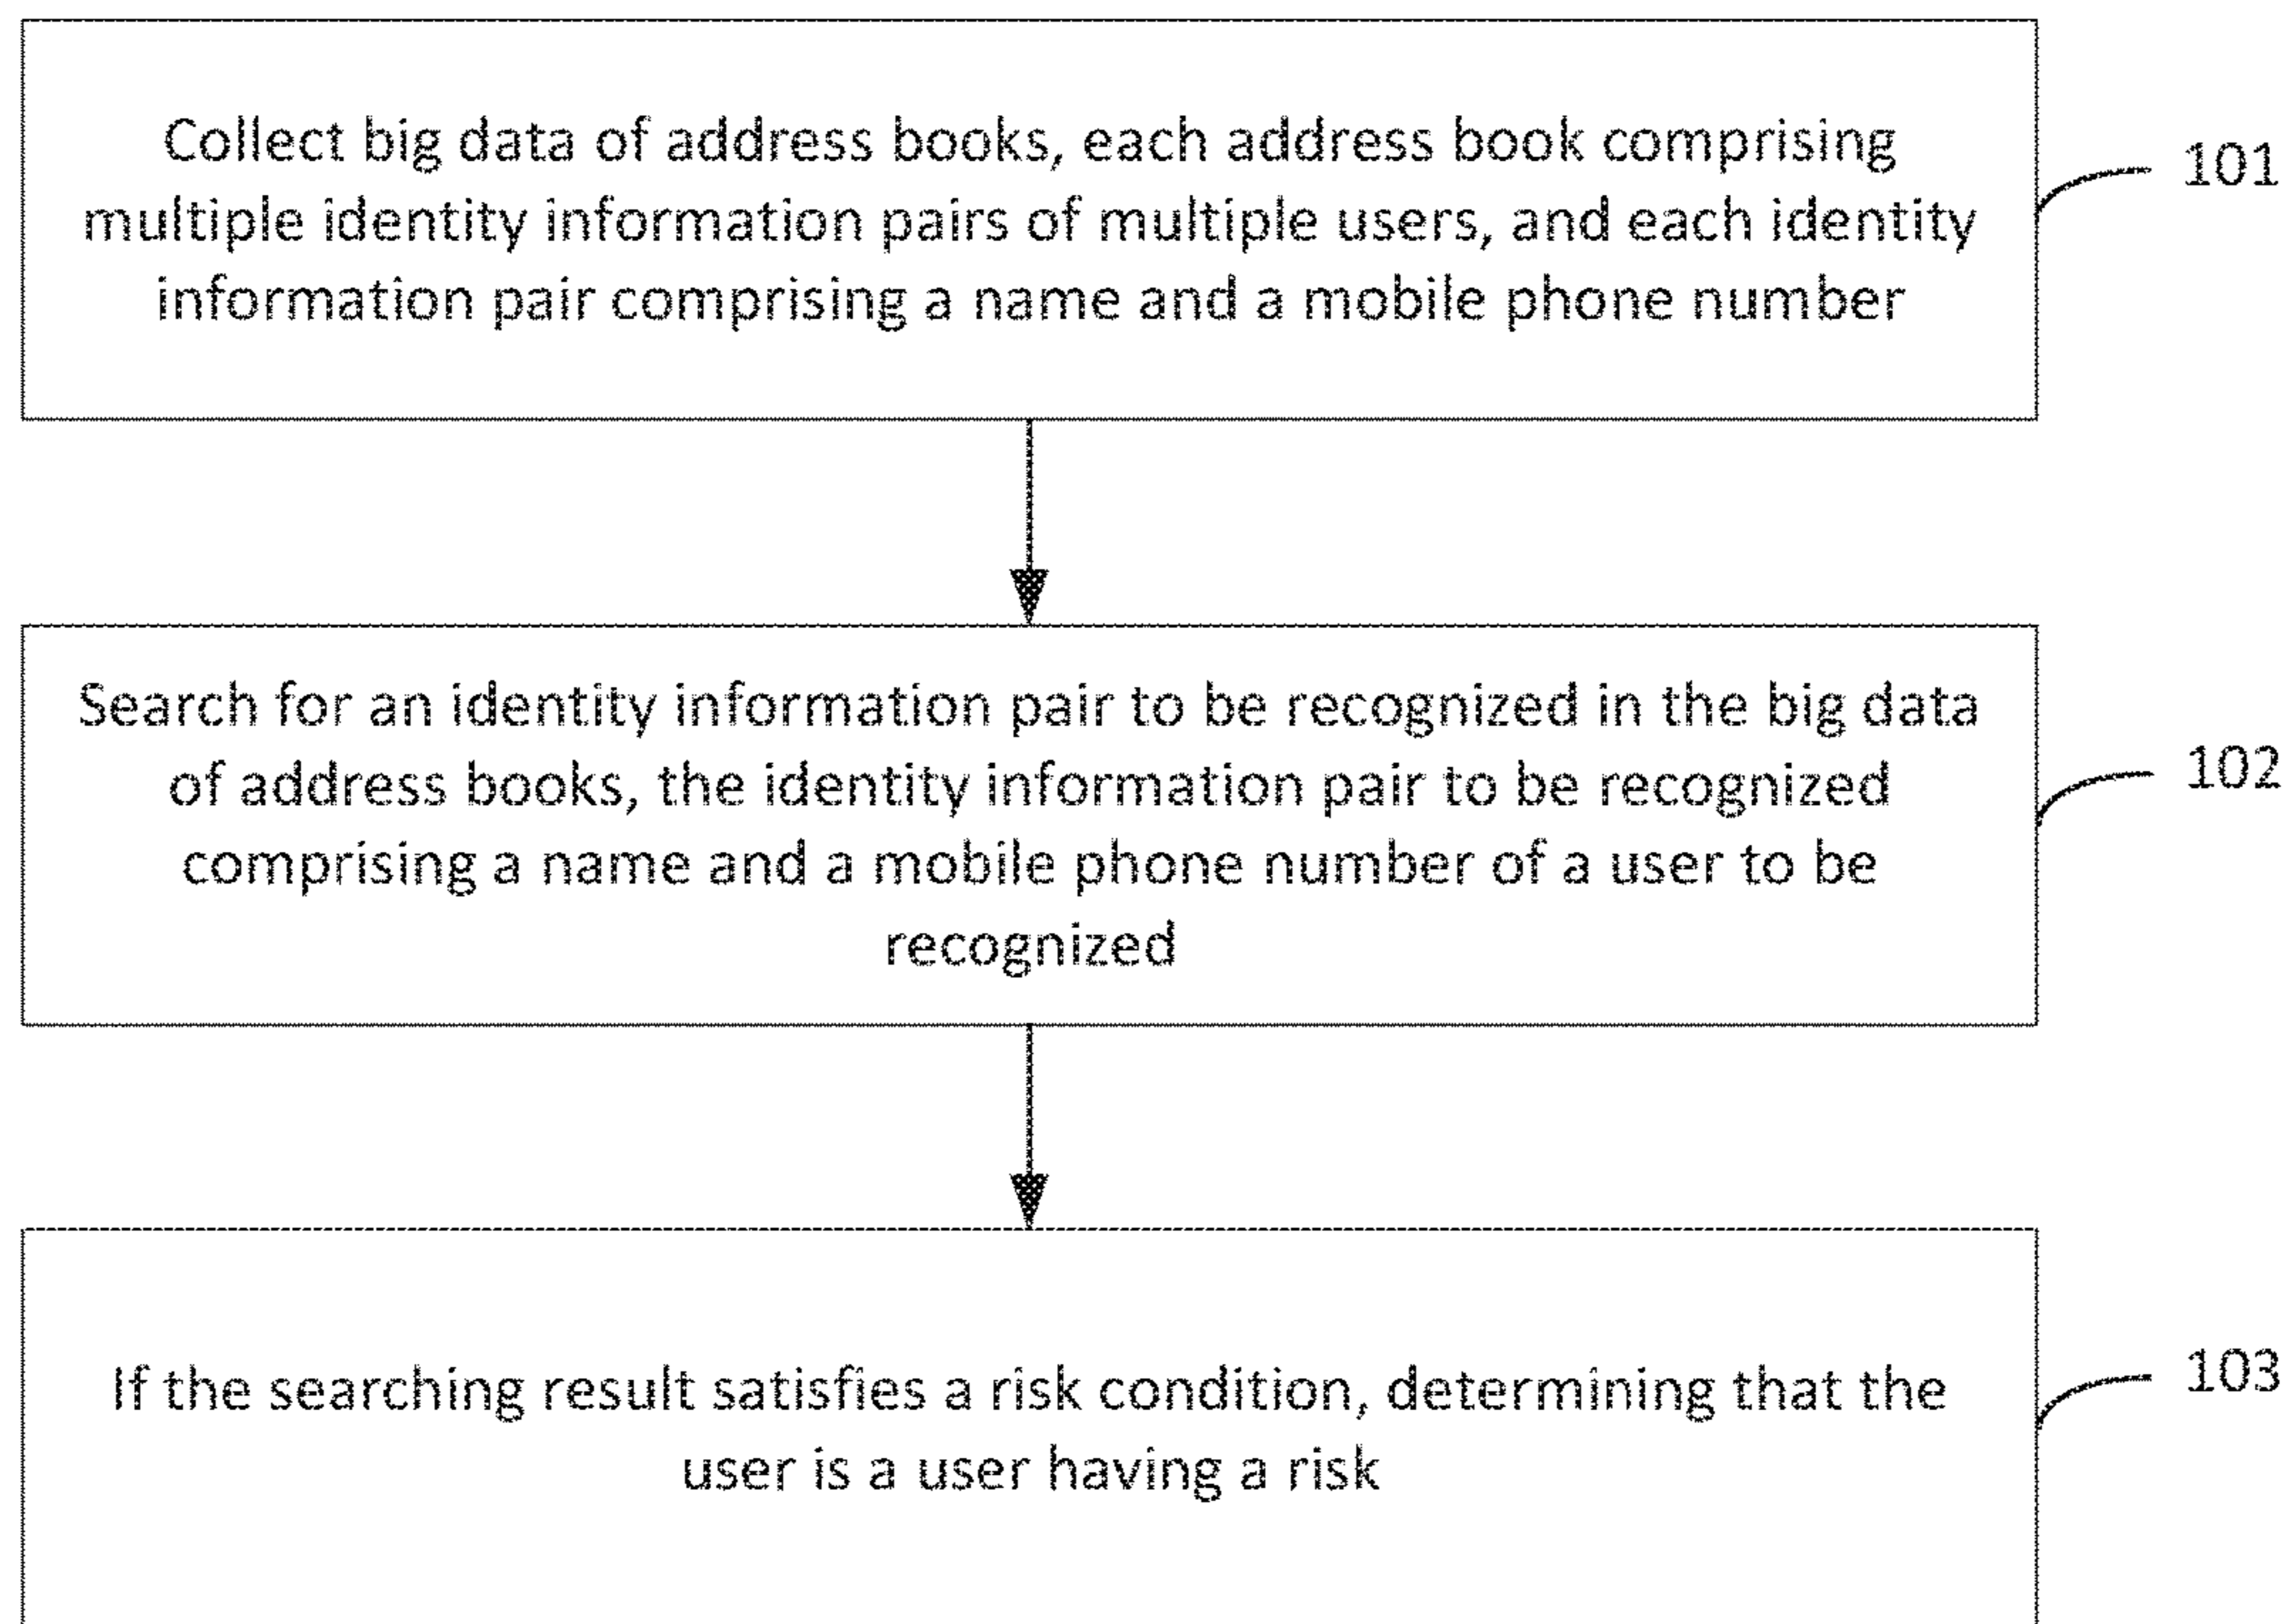 Collect big data of address books, each address book comprising
multiple identity information pairs of multiple users, and each identity
information pair comprising a name and a mobile phone number
101
Search for an identity information pair to be recognized in the big data
of address books, the identity information pair to be recognized
comprising a name and a mobile phone number of a user to be
recognized
102
If the searching result satisfies a risk condition, determining that the
user is a user having a risk
103